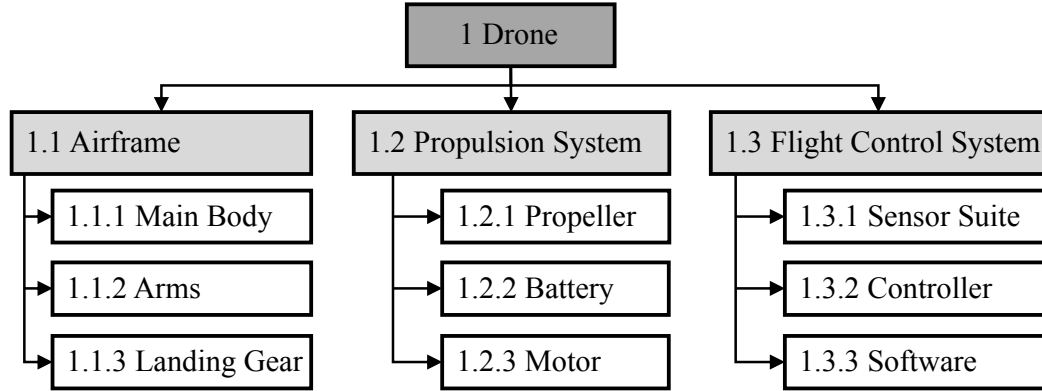 1 Drone
1.1 Airframe
1.1.1 Main Body
1.1.2 Arms
1.1.3 Landing Gear
1.2 Propulsion System
1.2.1 Propeller
1.2.2 Battery
1.2.3 Motor
1.3 Flight Control System
1.3.1 Sensor Suite
1.3.2 Controller
1.3.3 Software